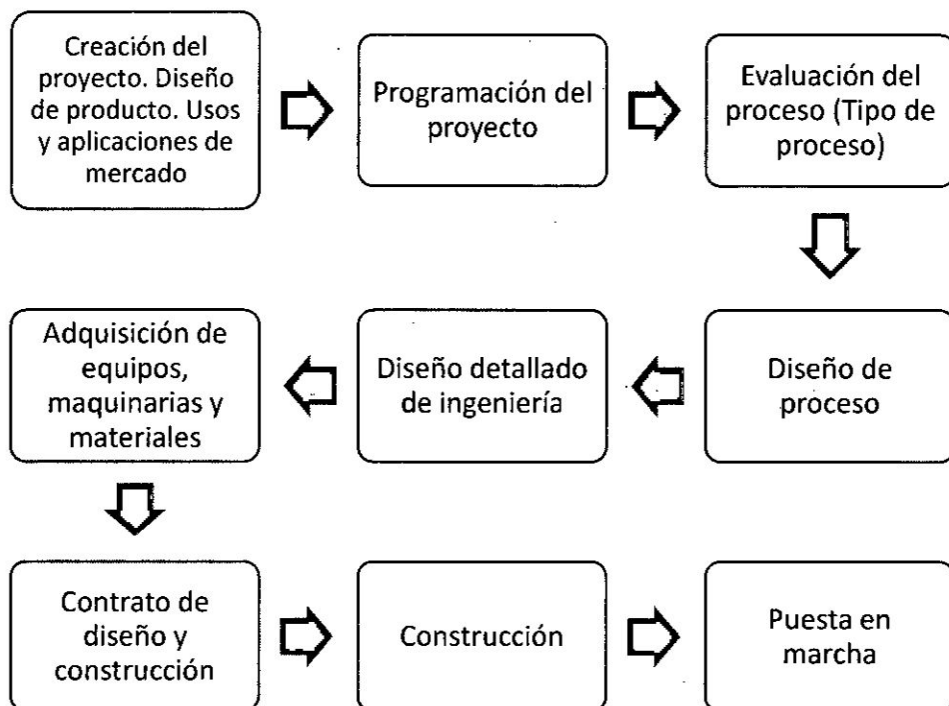 Creación del
proyecto. Diseño
de producto. Usos
y aplicaciones de
mercado
Programación del
proyecto
Evaluación del
proceso (Tipo de
proceso)
Diseño de
proceso
Diseño detallado
de ingeniería
Adquisición de
equipos,
maquinarias y
materiales
Contrato de
diseño y
construcción
Construcción
Puesta en
marcha